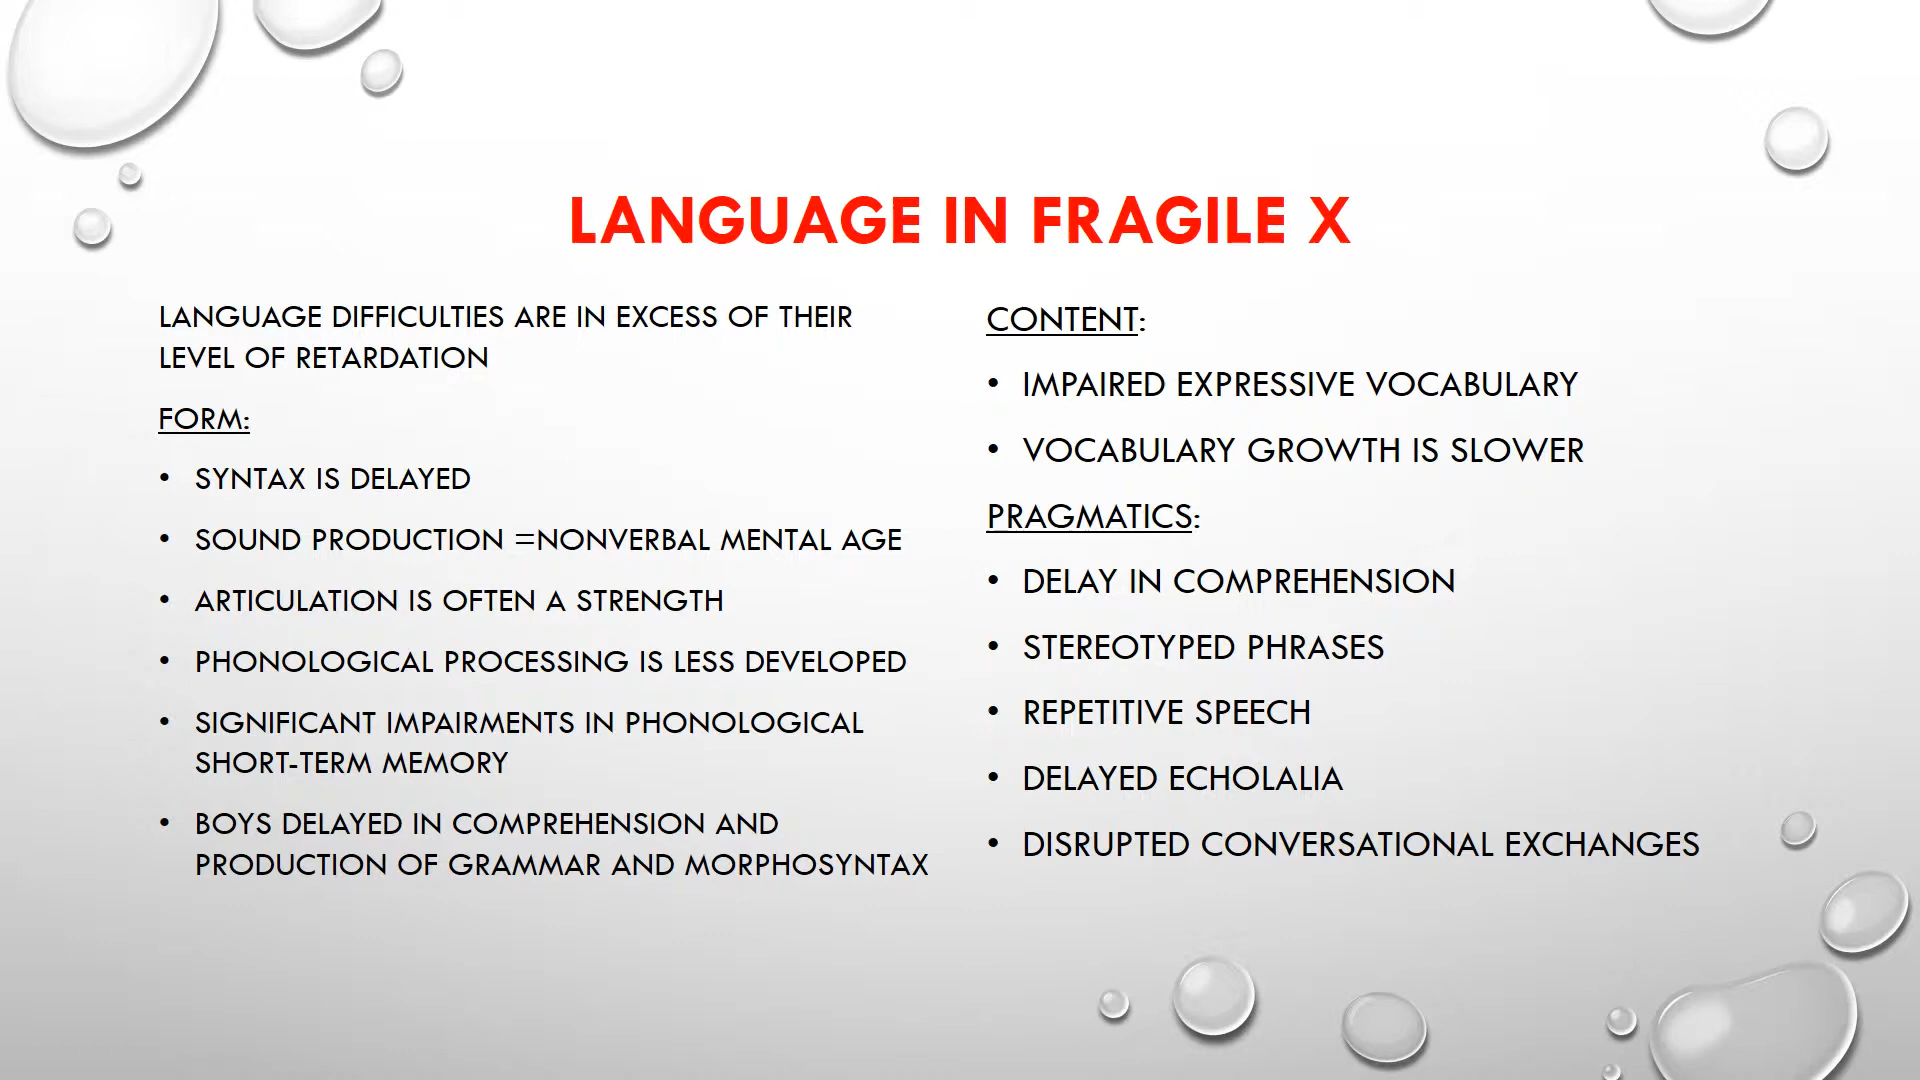 LANGUAGE IN FRAGILE X
LANGUAGE DIFFICULTIES ARE IN EXCESS OF THEIR
LEVEL OF RETARDATION
FORM:
• SYNTAX IS DELAYED
• SOUND PRODUCTION =NONVERBAL MENTAL AGE
• ARTICULATION IS OFTEN A STRENGTH
• PHONOLOGICAL PROCESSING IS LESS DEVELOPED
• SIGNIFICANT IMPAIRMENTS IN PHONOLOGICAL
SHORT-TERM MEMORY
• BOYS DELAYED IN COMPREHENSION AND
PRODUCTION OF GRAMMAR AND MORPHOSYNTAX
CONTENT:
• IMPAIRED EXPRESSIVE VOCABULARY
• VOCABULARY GROWTH IS SLOWER
PRAGMATICS:
• DELAY IN COMPREHENSION
• STEREOTYPED PHRASES
• REPETITIVE SPEECH
• DELAYED ECHOLALIA
• DISRUPTED CONVERSATIONAL EXCHANGES